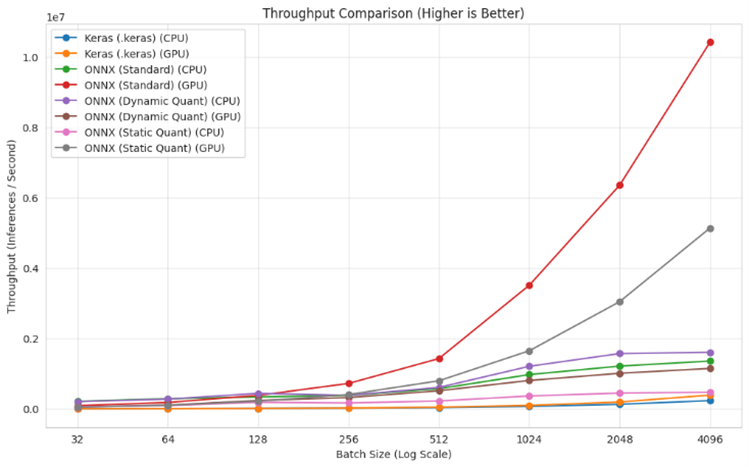 Throughput Comparison (Higher is Better)
1e7
Keras (.keras) (CPU)
Keras (.keras) (GPU)
ONNX (Standard) (CPU)
ONNX (Standard) (GPU)
ONNX (Dynamic Quant) (CPU)
ONNX (Dynamic Quant) (GPU)
ONNX (Static Quant) (CPU)
ONNX (Static Quant) (GPU)
Throughput (Inferences / Second)
1.0
0.8
0.6
0.4
0.2
0.0
32 64 128 256 512 1024 2048 4096
Batch Size (Log Scale)